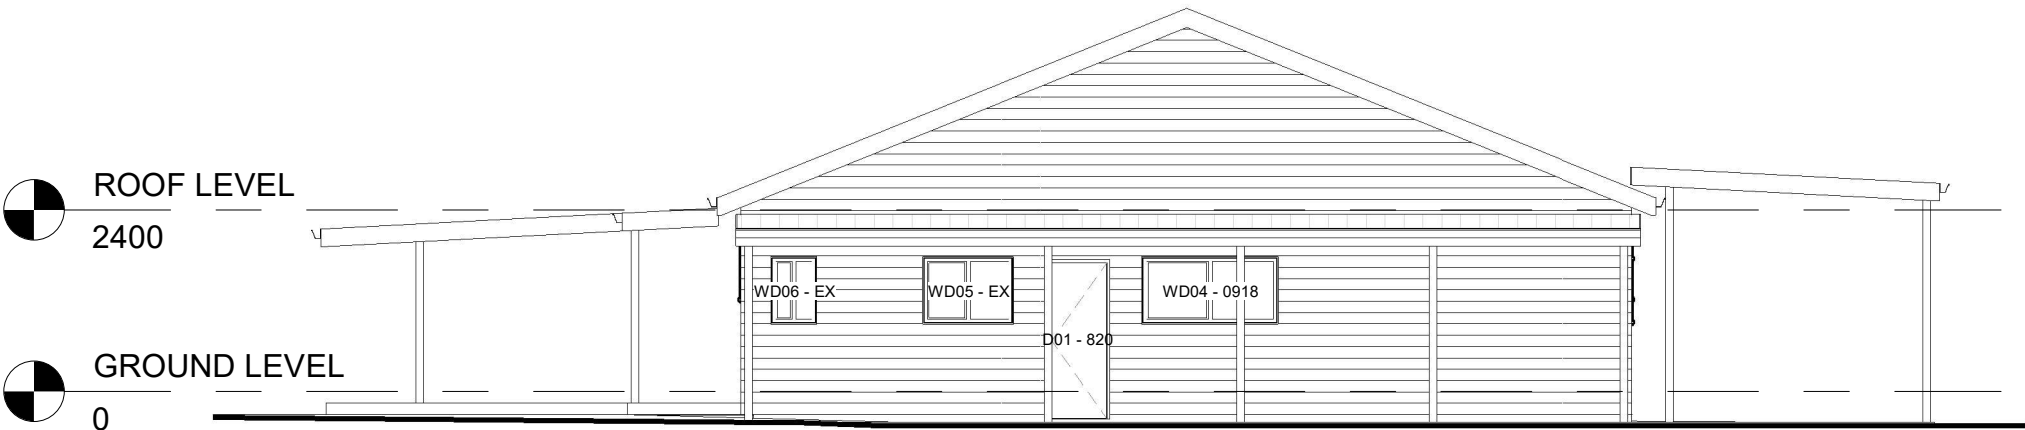 ROOF LEVEL
2400
WD06 - EX
WD05 - EX
WD04 - 0918
D01 - 820
GROUND LEVEL
0